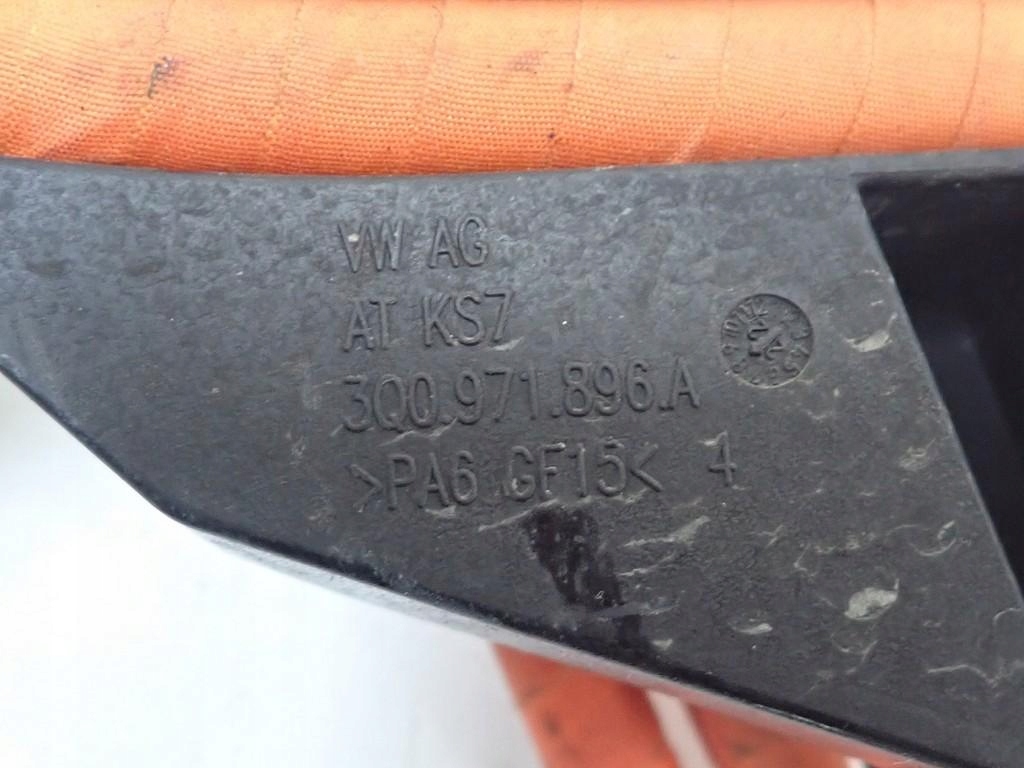 VW AG
AT KS7
3Q0.971.896.A
>PA6 GF15< 4